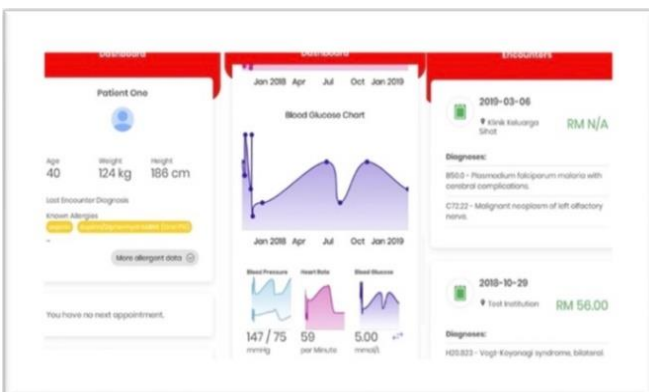 Dashboard
Patient One
Age
Weight
Height
40
124 kg
186 cm
Last Encounter Diagnosis
Known Allergies
More allergent data
You have no next appointment.
Dashboard
Jan 2018 Apr Jul Oct Jan 2019
Blood Glucose Chart
Jan 2018 Apr Jul Oct Jan 2019
Blood Pressure
Heart Rate
Blood Glucose
147 / 75
59
5.00
mmHg
per Minute
mmol/L
Encounters
2019-03-06
Klinik Keluarga
Sihat
RM N/A
Diagnoses:
B50.0 - Plasmodium falciparum malaria with
cerebral complications.
C72.22 - Malignant neoplasm of left olfactory
nerve.
2018-10-29
Test Institution
RM 56.00
Diagnoses:
H20.823 - Vogt-Koyanagi syndrome, bilateral.